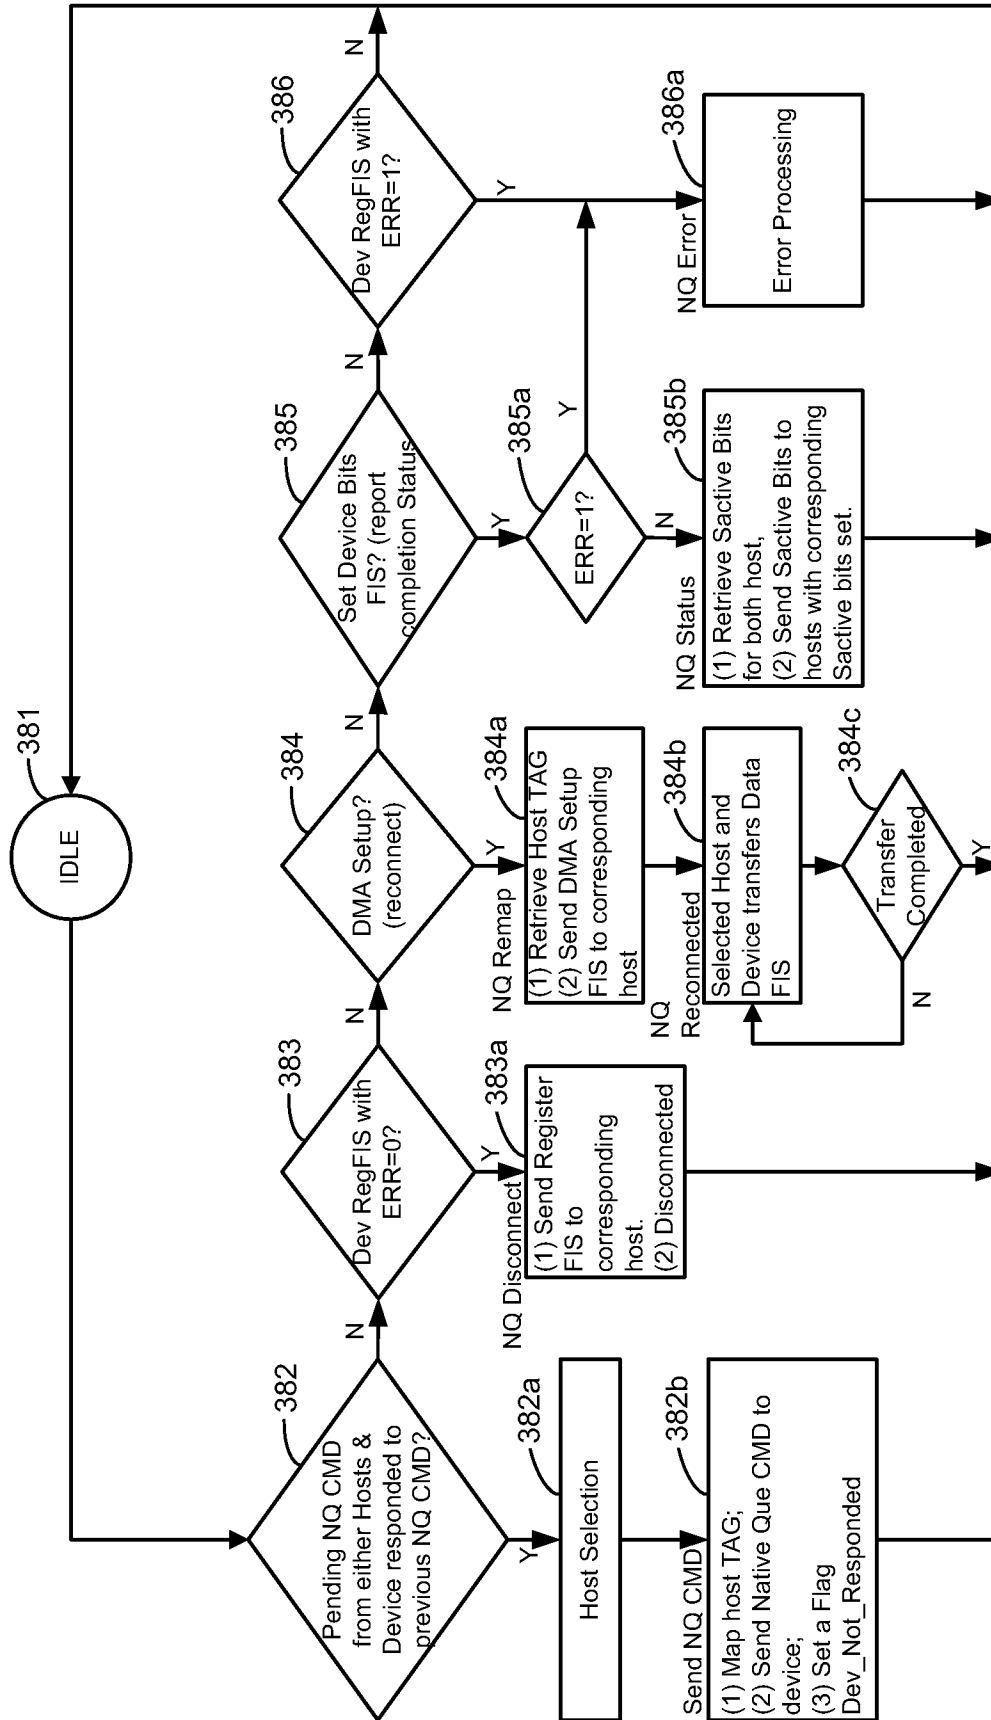 381
IDLE
382
Pending NQ CMD
from either Hosts &
Device responded to
previous NQ CMD?
N
Y
382a
Host Selection
Send NQ CMD
382b
(1) Map host TAG;
(2) Send Native Que CMD to
device;
(3) Set a Flag
Dev_Not_Responded
383
Dev RegFIS with
ERR=0?
N
Y
NQ Disconnect
383a
(1) Send Register
FIS to
corresponding
host.
(2) Disconnected
384
DMA Setup?
(reconnect)
N
Y
NQ Remap
384a
(1) Retrieve Host TAG
(2) Send DMA Setup
FIS to corresponding
host
NQ
Reconnected
384b
Selected Host and
Device transfers Data
FIS
384c
Transfer
Completed
N
Y
385
Set Device Bits
FIS? (report
completion Status
N
Y
385a
ERR=1?
Y
N
NQ Status
385b
(1) Retrieve Sactive Bits
for both host,
(2) Send Sactive Bits to
hosts with corresponding
Sactive bits set.
386
Dev RegFIS with
ERR=1?
N
Y
NQ Error
386a
Error Processing